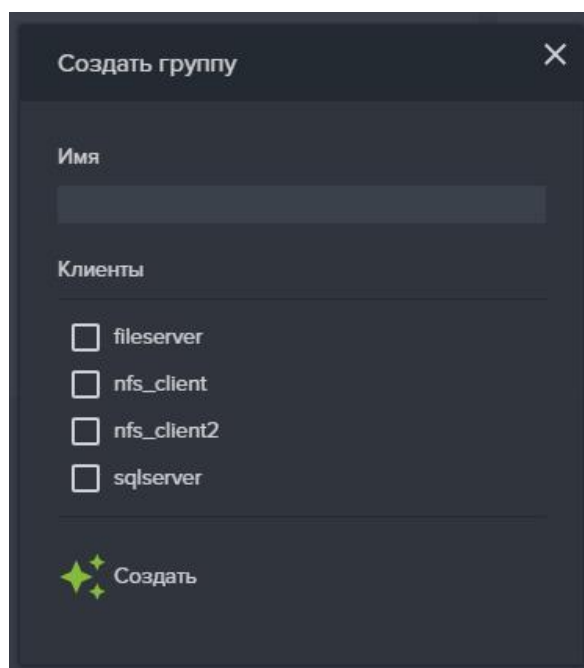 Создать группу
Имя
Клиенты
fileserver
nfs_client
nfs_client2
sqlserver
Создать